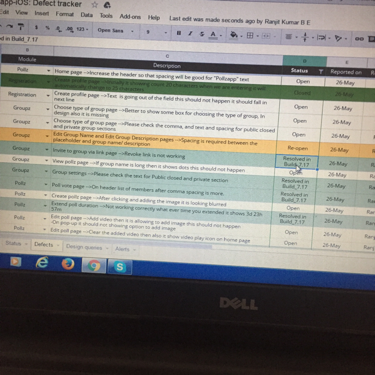 app-iOS: Defect tracker
Edit View Insert Format Data Tools Add-ons Help Last edit was made seconds ago by Ranjit Kumar B E
Open Sans
in Build_7.17
Module Description Status Reported on
Polls Home page -->Increase the header so that spacing will be good for "Pollsapp" text Open 26-May
26-May
Registration Create profile page -->Text is going out of the field this should happen it should fall in next line Open 26-May
Groups Choose type of group page -->Better to show some box for choosing the type of group, In design also it is missing Open 26-May
Groups Choose type of group page -->Please check the comma, and text and spacing for public closed and private group sections Open 26-May
Groups Edit group Name and Edit Group Description pages -->Spacing is required between the placeholder and group name/ description Re-open 26-May
Groups Invite to group via link page -->Revoke link is not working Resolved in Build_7.17 26-May
Groups View polls page -->If group name is long then is shows dots this should happen Open 26-May
Groups Group settings -->Please check the text for Public closed and private section Resolved in Build_7.17 26-May
Polls Poll vote page -->On header list of members after comma spacing is more Resolved in Build_7.17 26-May
Polls Create polls page -->After clicking and adding the image it is looking blurred Open 26-May
Polls Extend poll duration -->Not working correctly what ever time you extended is shows 3d 23h 57m Resolved in Build_7.17 26-May
Polls Edit poll page -->Add video then it is allowing to add image this should not happen. On pop-up it should not showing option to add image Resolved in Build_7.17 26-May
Polls Edit poll page -->Clear the added video then also it show video play icon on home page Open 26-May
Status Defects Design queries Alerts
DELL